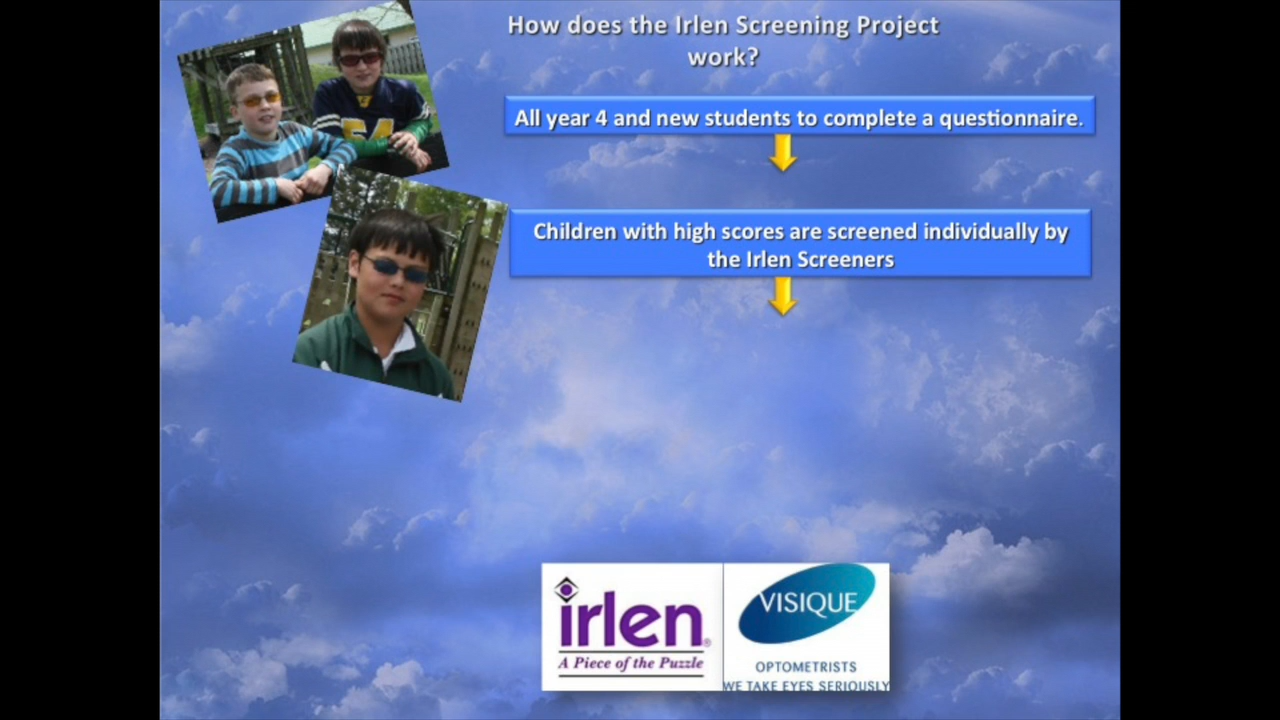 How does the Irlen Screening Project
work?
All year 4 and new students to complete a questionnaire.
Children with high scores are screened individually by
the Irlen Screeners
irlen®
A Piece of the Puzzle
VISIQUE
OPTOMETRISTS
WE TAKE EYES SERIOUSLY
54